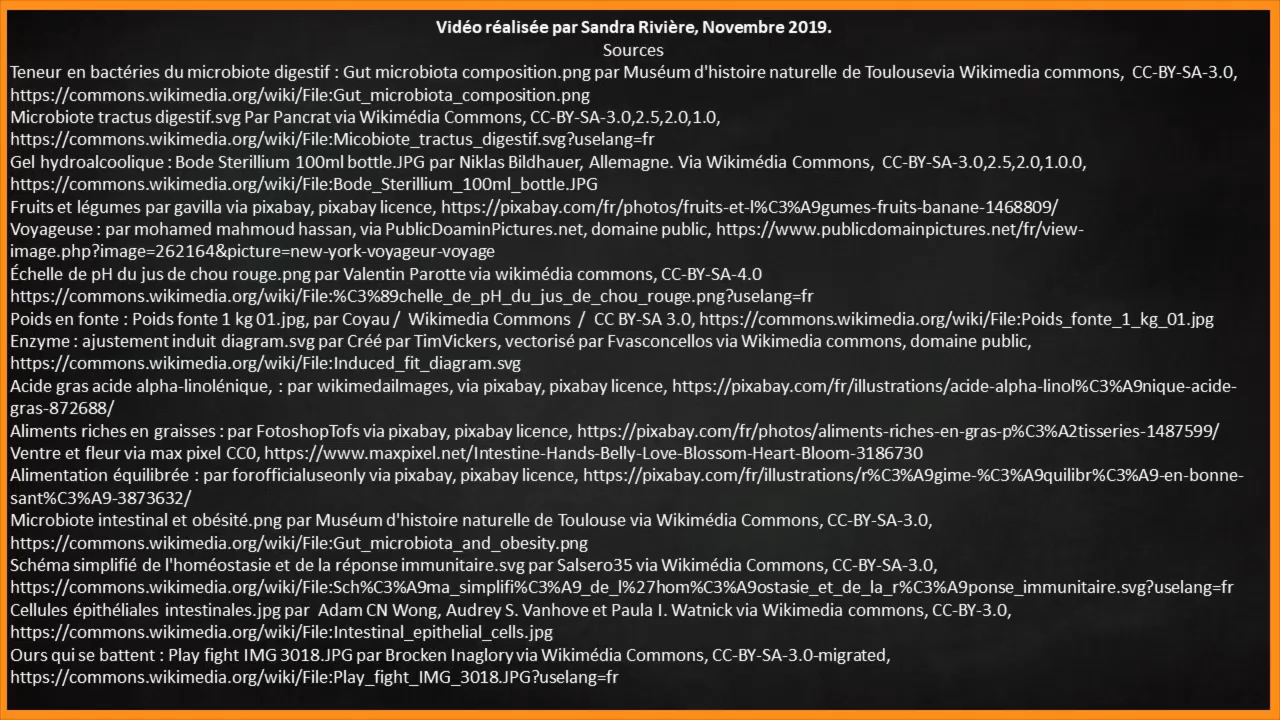 Vidéo réalisée par Sandra Rivière, Novembre 2019.
Sources
Teneur en bactéries du microbiote digestif : Gut microbiota composition.png par Muséum d'histoire naturelle de Toulousevia Wikimedia commons, CC-BY-SA-3.0,
https://commons.wikimedia.org/wiki/File:Gut_microbiota_composition.png
Microbiote tractus digestif.svg Par Pancrat via Wikimédia Commons, CC-BY-SA-3.0,2.5,2.0,1.0,
https://commons.wikimedia.org/wiki/File:Micobiote_tractus_digestif.svg?uselang=fr
Gel hydroalcoolique : Bode Sterillium 100ml bottle.JPG par Niklas Bildhauer, Allemagne. Via Wikimédia Commons, CC-BY-SA-3.0,2.5,2.0,1.0.0,
https://commons.wikimedia.org/wiki/File:Bode_Sterillium_100ml_bottle.JPG
Fruits et légumes par gavilla via pixabay, pixabay licence, https://pixabay.com/fr/photos/fruits-et-l%C3%A9gumes-fruits-banane-1468809/
Voyageuse : par mohamed mahmoud hassan, via PublicDoaminPictures.net, domaine public, https://www.publicdomainpictures.net/fr/view-
image.php?image=262164&picture=new-york-voyageur-voyage
Échelle de pH du jus de chou rouge.png par Valentin Parotte via wikimédia commons, CC-BY-SA-4.0
https://commons.wikimedia.org/wiki/File:%C3%89chelle_de_pH_du_jus_de_chou_rouge.png?uselang=fr
Poids en fonte : Poids fonte 1 kg 01.jpg, par Coyau / Wikimedia Commons / CC BY-SA 3.0, https://commons.wikimedia.org/wiki/File:Poids_fonte_1_kg_01.jpg
Enzyme : ajustement induit diagram.svg par Créé par TimVickers, vectorisé par Fvasconcellos via Wikimedia commons, domaine public,
https://commons.wikimedia.org/wiki/File:Induced_fit_diagram.svg
Acide gras acide alpha-linolénique, : par wikimedaiImages, via pixabay, pixabay licence, https://pixabay.com/fr/illustrations/acide-alpha-linol%C3%A9nique-acide-
gras-872688/
Aliments riches en graisses : par FotoshopTofs via pixabay, pixabay licence, https://pixabay.com/fr/photos/aliments-riches-en-gras-p%C3%A2tisseries-1487599/
Ventre et fleur via max pixel CC0, https://www.maxpixel.net/Intestine-Hands-Belly-Love-Blossom-Heart-Bloom-3186730
Alimentation équilibrée : par forofficialuseonly via pixabay, pixabay licence, https://pixabay.com/fr/illustrations/r%C3%A9gime-%C3%A9quilibr%C3%A9-en-bonne-
sant%C3%A9-3873632/
Microbiote intestinal et obésité.png par Muséum d'histoire naturelle de Toulouse via Wikimédia Commons, CC-BY-SA-3.0,
https://commons.wikimedia.org/wiki/File:Gut_microbiota_and_obesity.png
Schéma simplifié de l'homéostasie et de la réponse immunitaire.svg par Salsero35 via Wikimédia Commons, CC-BY-SA-3.0,
https://commons.wikimedia.org/wiki/File:Sch%C3%A9ma_simplifi%C3%A9_de_l%27hom%C3%A9ostasie_et_de_la_r%C3%A9ponse_immunitaire.svg?uselang=fr
Cellules épithéliales intestinales.jpg par Adam CN Wong, Audrey S. Vanhove et Paula I. Watnick via Wikimedia commons, CC-BY-3.0,
https://commons.wikimedia.org/wiki/File:Intestinal_epithelial_cells.jpg
Ours qui se battent : Play fight IMG 3018.JPG par Brocken Inaglory via Wikimédia Commons, CC-BY-SA-3.0-migrated,
https://commons.wikimedia.org/wiki/File:Play_fight_IMG_3018.JPG?uselang=fr